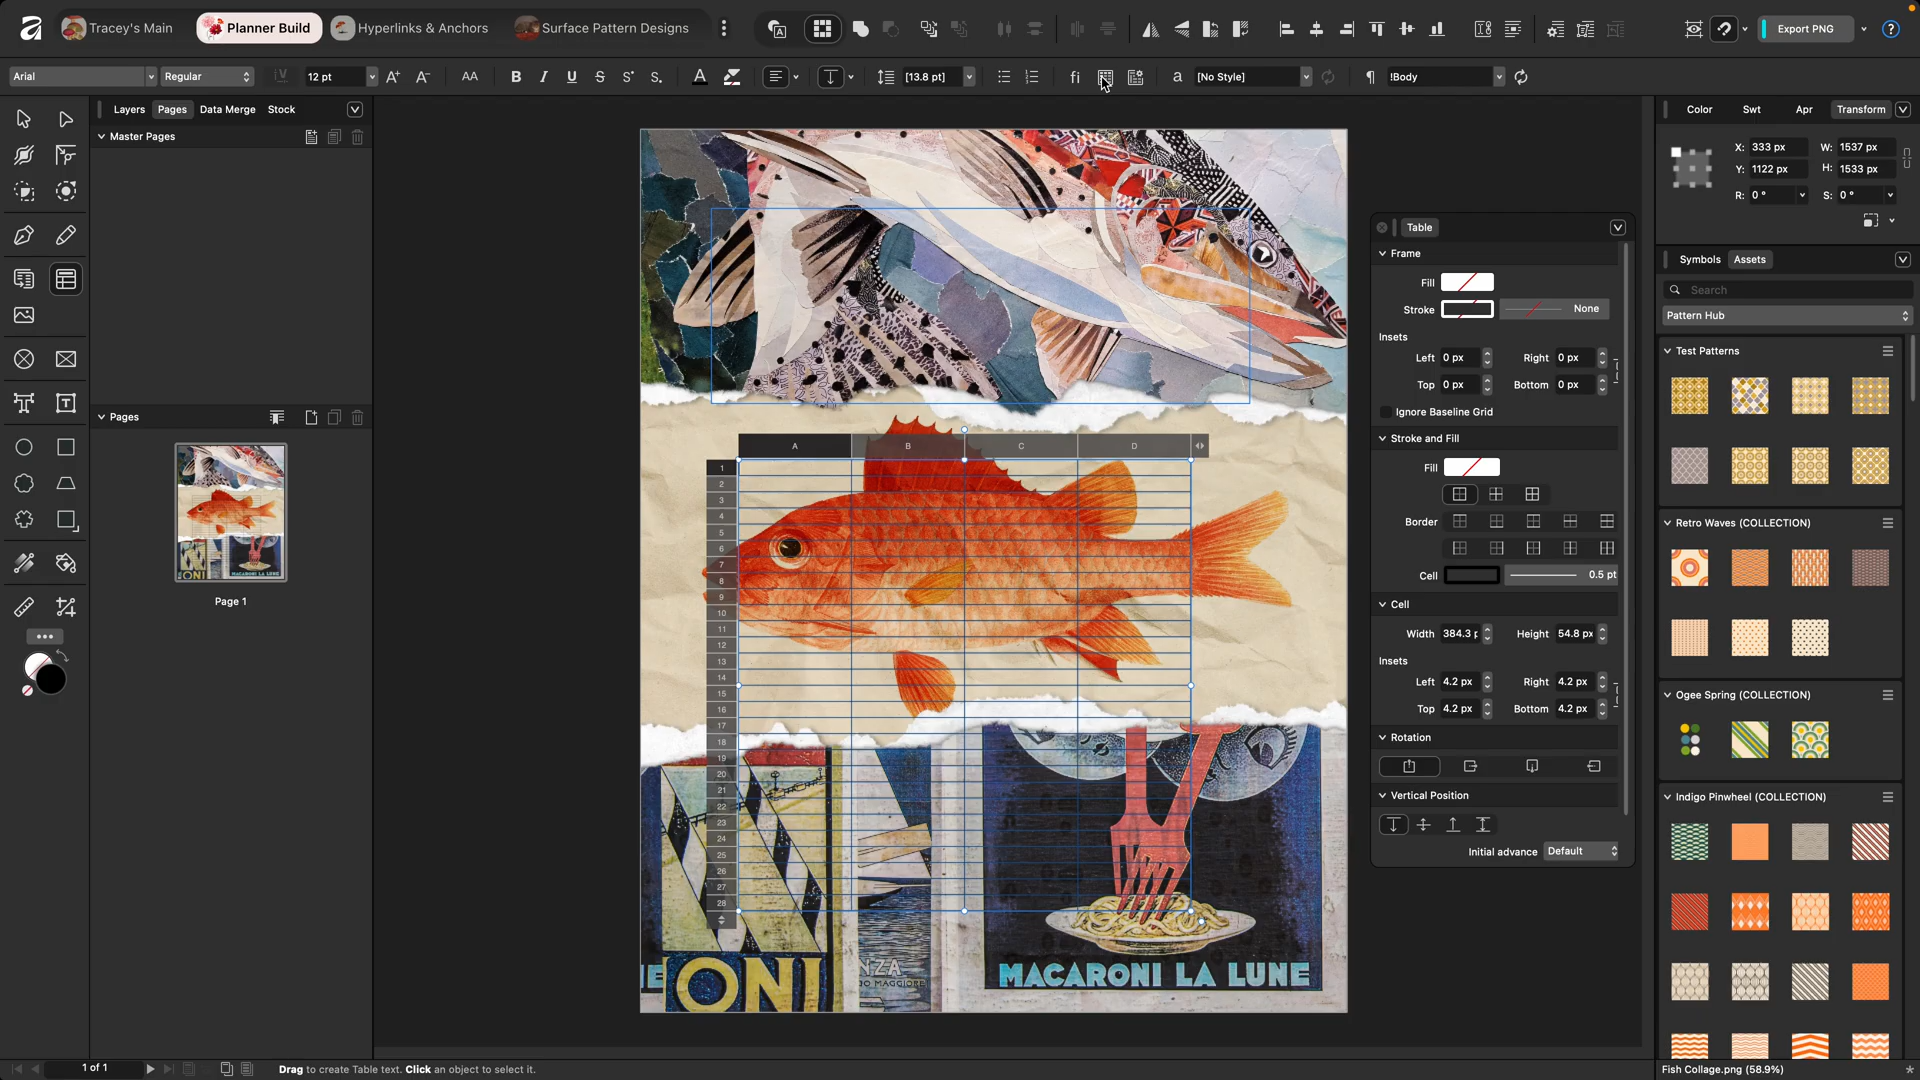 Tracey's Main
Planner Build
Hyperlinks & Anchors
Surface Pattern Designs
Export PNG
Arial
Regular
12 pt
[13.8 pt]
[No Style]
!Body
Layers
Pages
Data Merge
Stock
Master Pages
Pages
Page 1
A
B
C
D
1
2
3
4
5
6
7
8
9
10
11
12
13
14
15
16
17
18
19
20
21
22
23
24
25
26
27
28
ONI
NZA
MACARONI LA LUNE
Table
Frame
Fill
Stroke
None
Insets
Left 0 px
Right 0 px
Top 0 px
Bottom 0 px
Ignore Baseline Grid
Stroke and Fill
Fill
Border
Cell
0.5 pt
Cell
Width 384.3 p
Height 54.8 px
Insets
Left 4.2 px
Right 4.2 px
Top 4.2 px
Bottom 4.2 px
Rotation
Vertical Position
Initial advance Default
Color
Swt
Apr
Transform
X: 333 px
W: 1537 px
Y: 1122 px
H: 1533 px
R: 0 °
S: 0 °
Symbols
Assets
Search
Pattern Hub
Test Patterns
Retro Waves (COLLECTION)
Ogee Spring (COLLECTION)
Indigo Pinwheel (COLLECTION)
1 of 1
Drag to create Table text. Click an object to select it.
Fish Collage.png (58.9%)